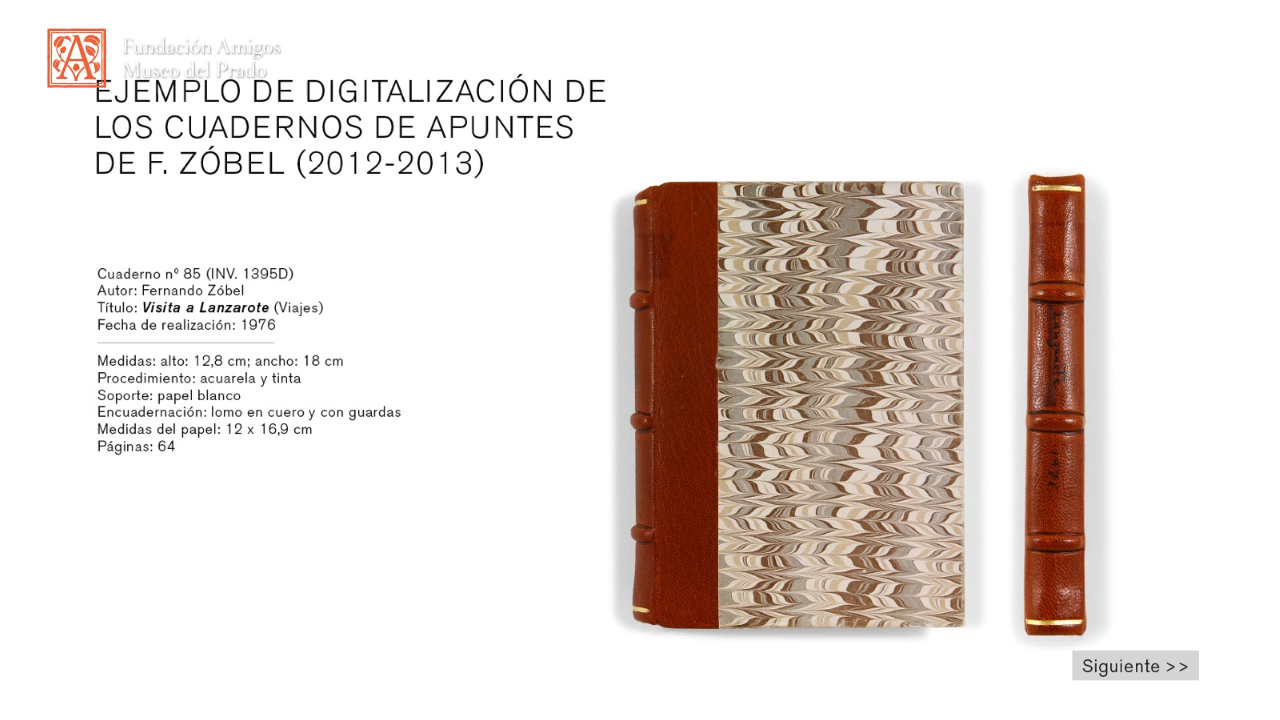 Fundación Amigos
Museo del Prado
EJEMPLO DE DIGITALIZACIÓN DE
LOS CUADERNOS DE APUNTES
DE F. ZÓBEL (2012-2013)
Cuaderno nº 85 (INV. 1395D)
Autor: Fernando Zóbel
Título: Visita a Lanzarote (Viajes)
Fecha de realización: 1976
Medidas: alto: 12,8 cm; ancho: 18 cm
Procedimiento: acuarela y tinta
Soporte: papel blanco
Encuadernación: lomo en cuero y con guardas
Medidas del papel: 12 x 16,9 cm
Páginas: 64
Siguiente >>